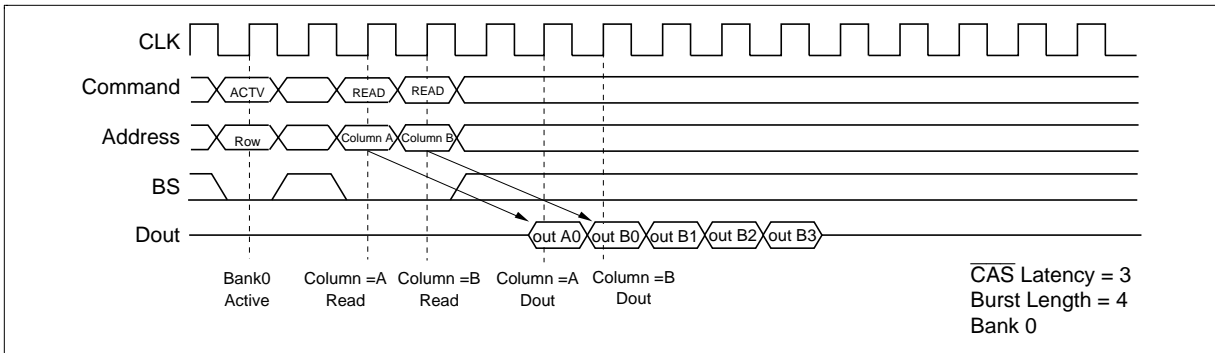 CLK
Command
ACTV
READ
READ
Address
Row
Column A
Column B
BS
Dout
out A0
out B0
out B1
out B2
out B3
Bank0
Active
Column =A
Read
Column =B
Read
Column =A
Dout
Column =B
Dout
CAS Latency = 3
Burst Length = 4
Bank 0